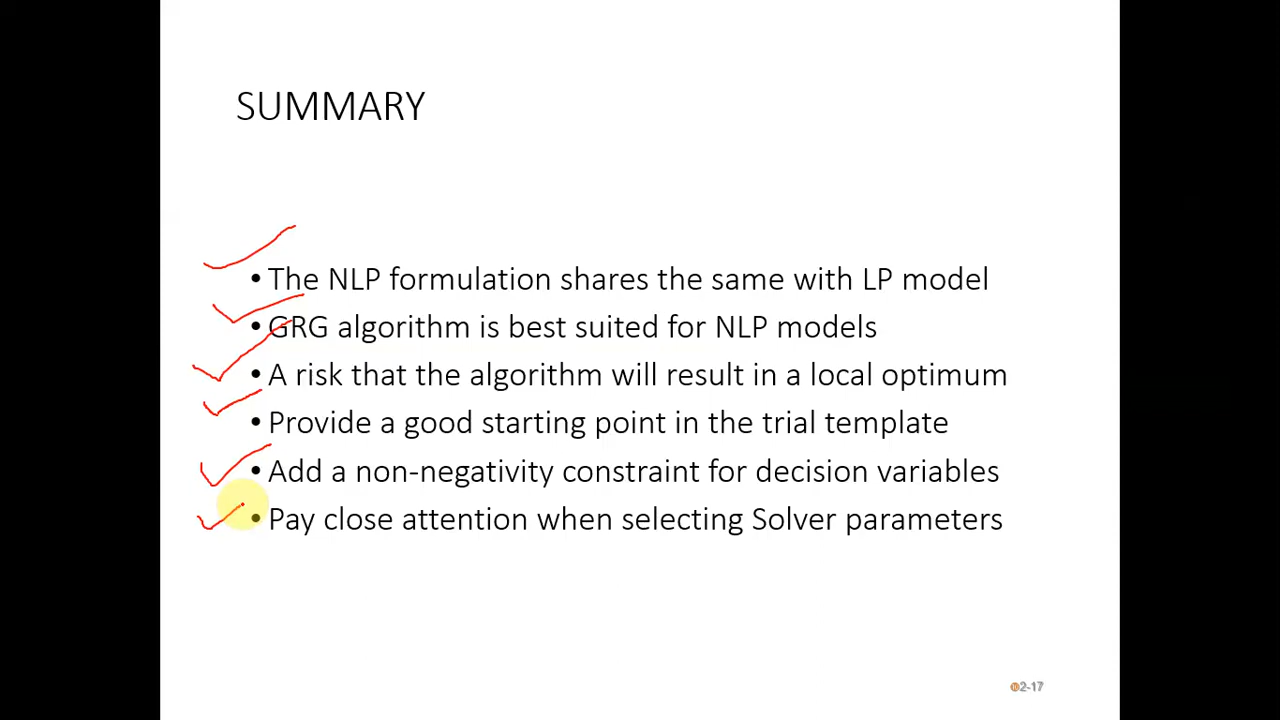 SUMMARY
• The NLP formulation shares the same with LP model
• GRG algorithm is best suited for NLP models
• A risk that the algorithm will result in a local optimum
• Provide a good starting point in the trial template
• Add a non-negativity constraint for decision variables
• Pay close attention when selecting Solver parameters
2-17